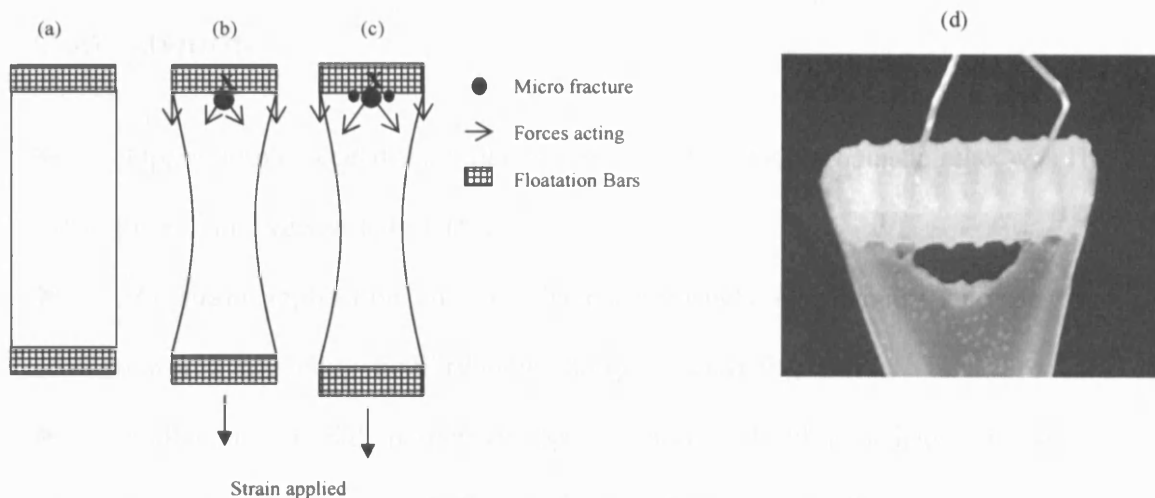 (a)
(b)
(c)
(d)
Micro fracture
Forces acting
Floatation Bars
Strain applied